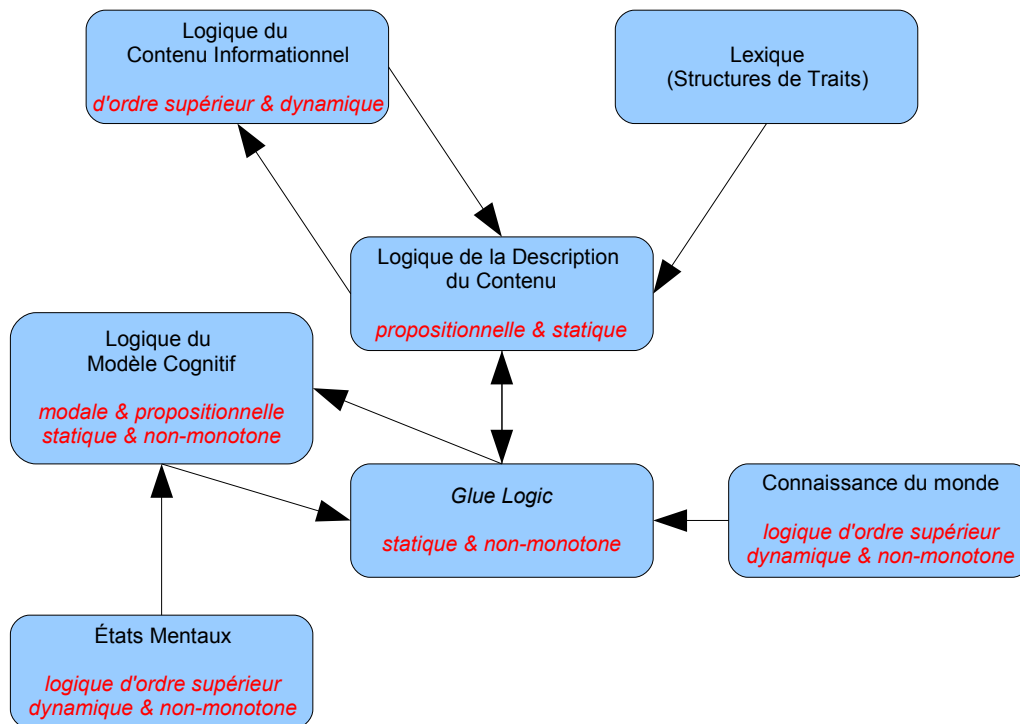 Logique du
Contenu Informationnel
d'ordre supérieur & dynamique
Lexique
(Structures de Traits)
Logique de la Description
du Contenu
propositionnelle & statique
Logique du
Modèle Cognitif
modale & propositionnelle
statique & non-monotone
Glue Logic
statique & non-monotone
Connaissance du monde
logique d'ordre supérieur
dynamique & non-monotone
États Mentaux
logique d'ordre supérieur
dynamique & non-monotone